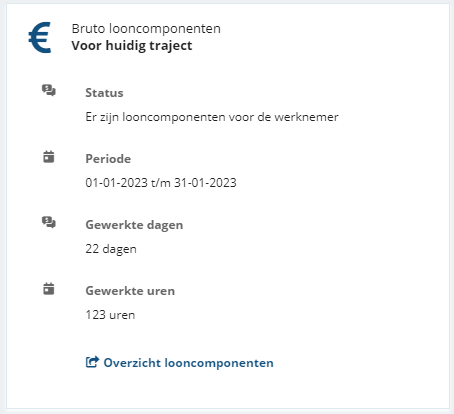 €
Bruto looncomponenten
Voor huidig traject
Status
Er zijn looncomponenten voor de werknemer
Periode
01-01-2023 t/m 31-01-2023
Gewerkte dagen
22 dagen
Gewerkte uren
123 uren
Overzicht looncomponenten